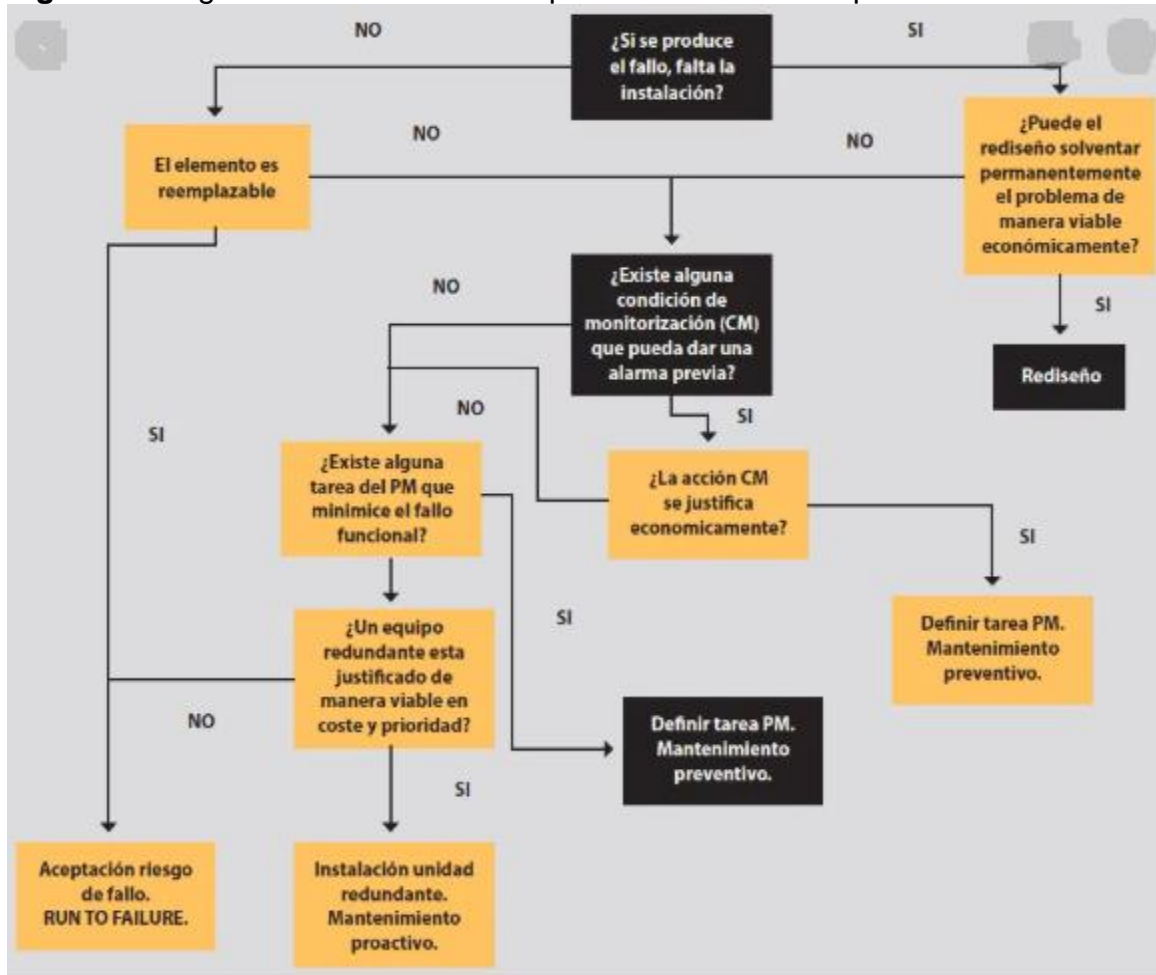 NO
¿Si se produce
el fallo, falta la
instalación?
SI
El elemento es
reemplazable
NO
NO
¿Puede el
rediseño solventar
permanentemente
el problema de
manera viable
económicamente?
NO
¿Existe alguna
condición de
monitorización (CM)
que pueda dar una
alarma previa?
SI
Rediseño
SI
NO
SI
¿Existe alguna
tarea del PM que
minimice el fallo
funcional?
¿La acción CM
se justifica
economicamente?
SI
¿Un equipo
redundante esta
justificado de
manera viable en
coste y prioridad?
SI
Definir tarea PM.
Mantenimiento
preventivo.
NO
Definir tarea PM.
Mantenimiento
preventivo.
SI
Aceptación riesgo
de fallo.
RUN TO FAILURE.
Instalación unidad
redundante.
Mantenimiento
proactivo.